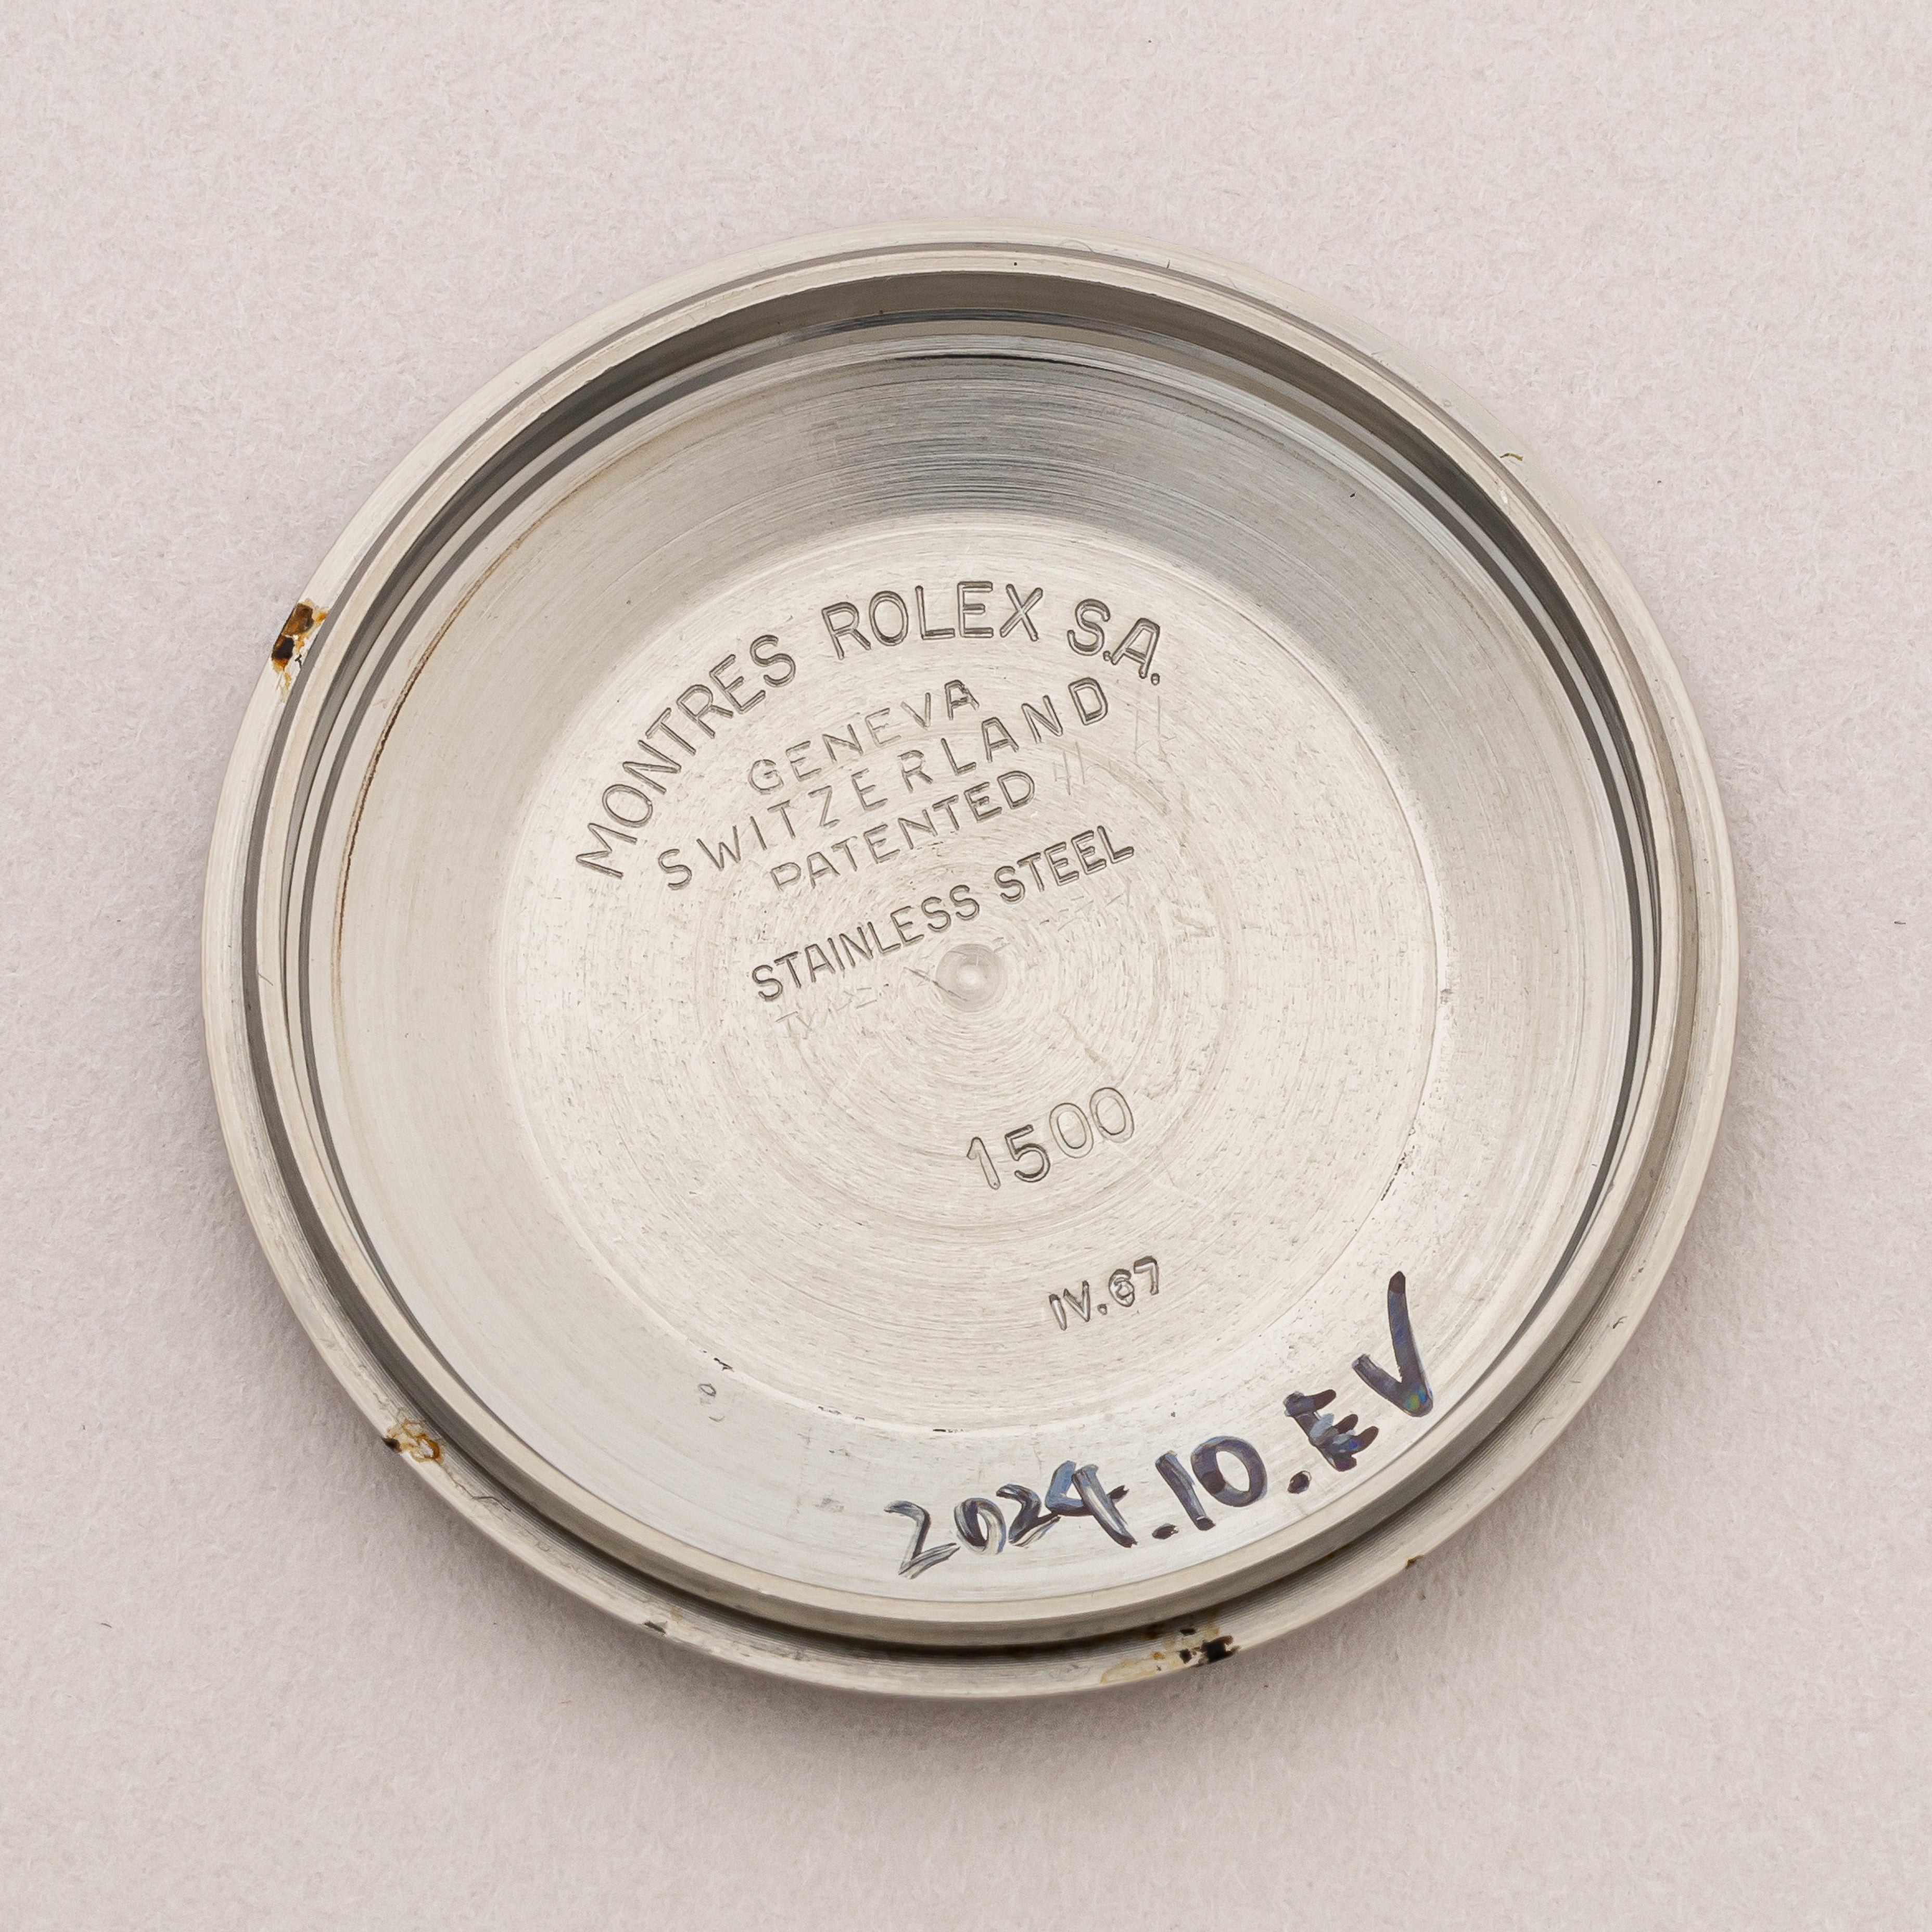 MONTRES ROLEX S.A.
GENEVA
SWITZERLAND
PATENTED
STAINLESS STEEL
1500
IV.67
2024.10.EV